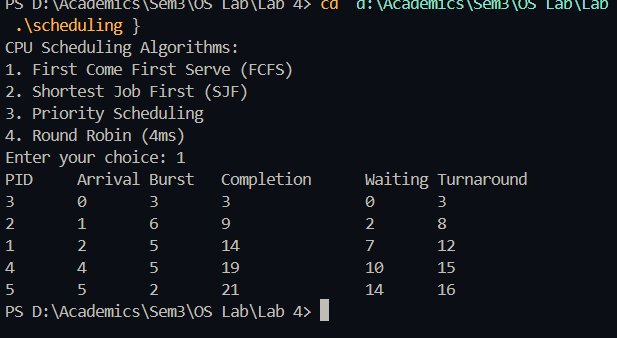 PS D:\Academics\Sem3\OS Lab\Lab 4> cd "d:\Academics\Sem3\OS Lab\Lab
.\scheduling }
CPU Scheduling Algorithms:
1. First Come First Serve (FCFS)
2. Shortest Job First (SJF)
3. Priority Scheduling
4. Round Robin (4ms)
Enter your choice: 1
PID Arrival Burst Completion Waiting Turnaround
3 0 3 3 0 3
2 1 6 9 2 8
1 2 5 14 7 12
4 4 5 19 10 15
5 5 2 21 14 16
PS D:\Academics\Sem3\OS Lab\Lab 4>